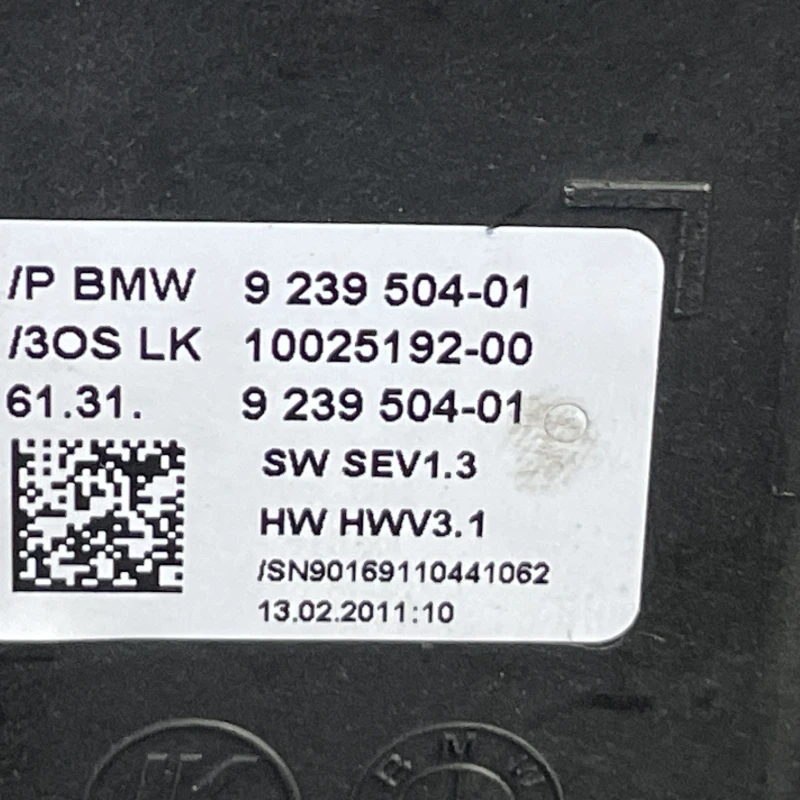 /P BMW 9 239 504-01
/3OS LK 10025192-00
61.31. 9 239 504-01
SW SEV1.3
HW HWV3.1
/SN90169110441062
13.02.2011:10
BMW